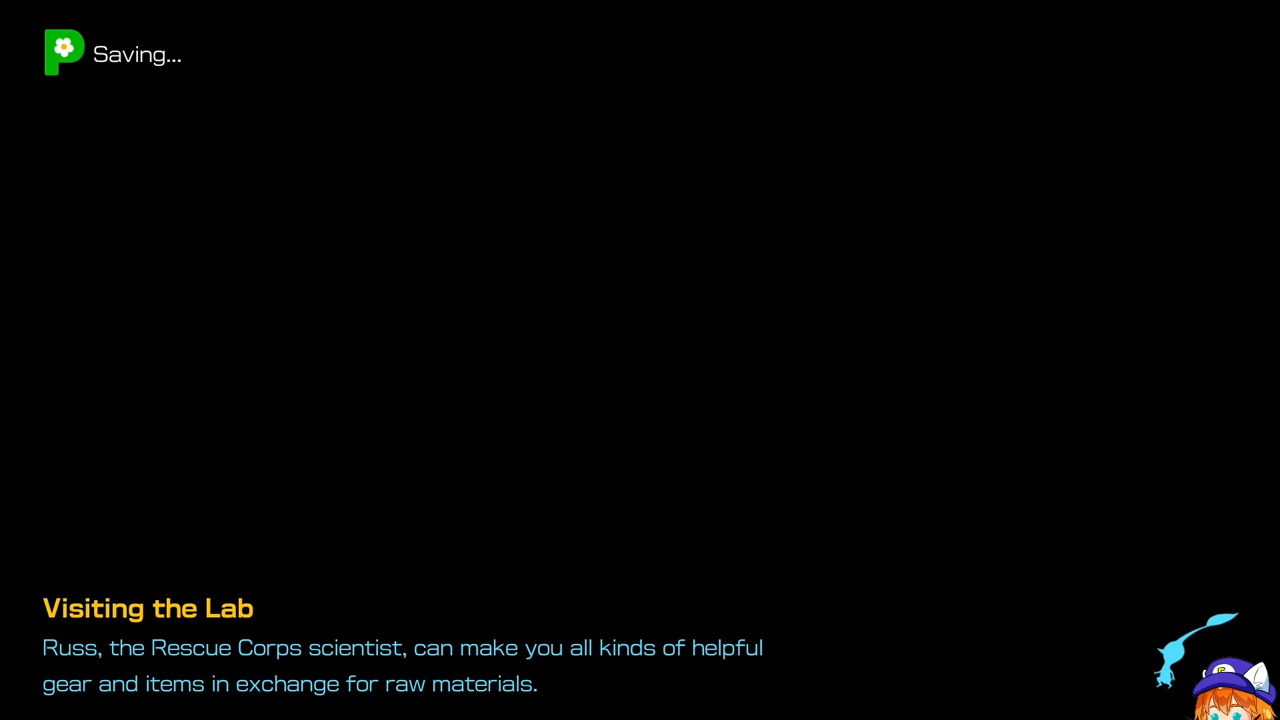 Saving...
Visiting the Lab
Russ, the Rescue Corps scientist, can make you all kinds of helpful
gear and items in exchange for raw materials.